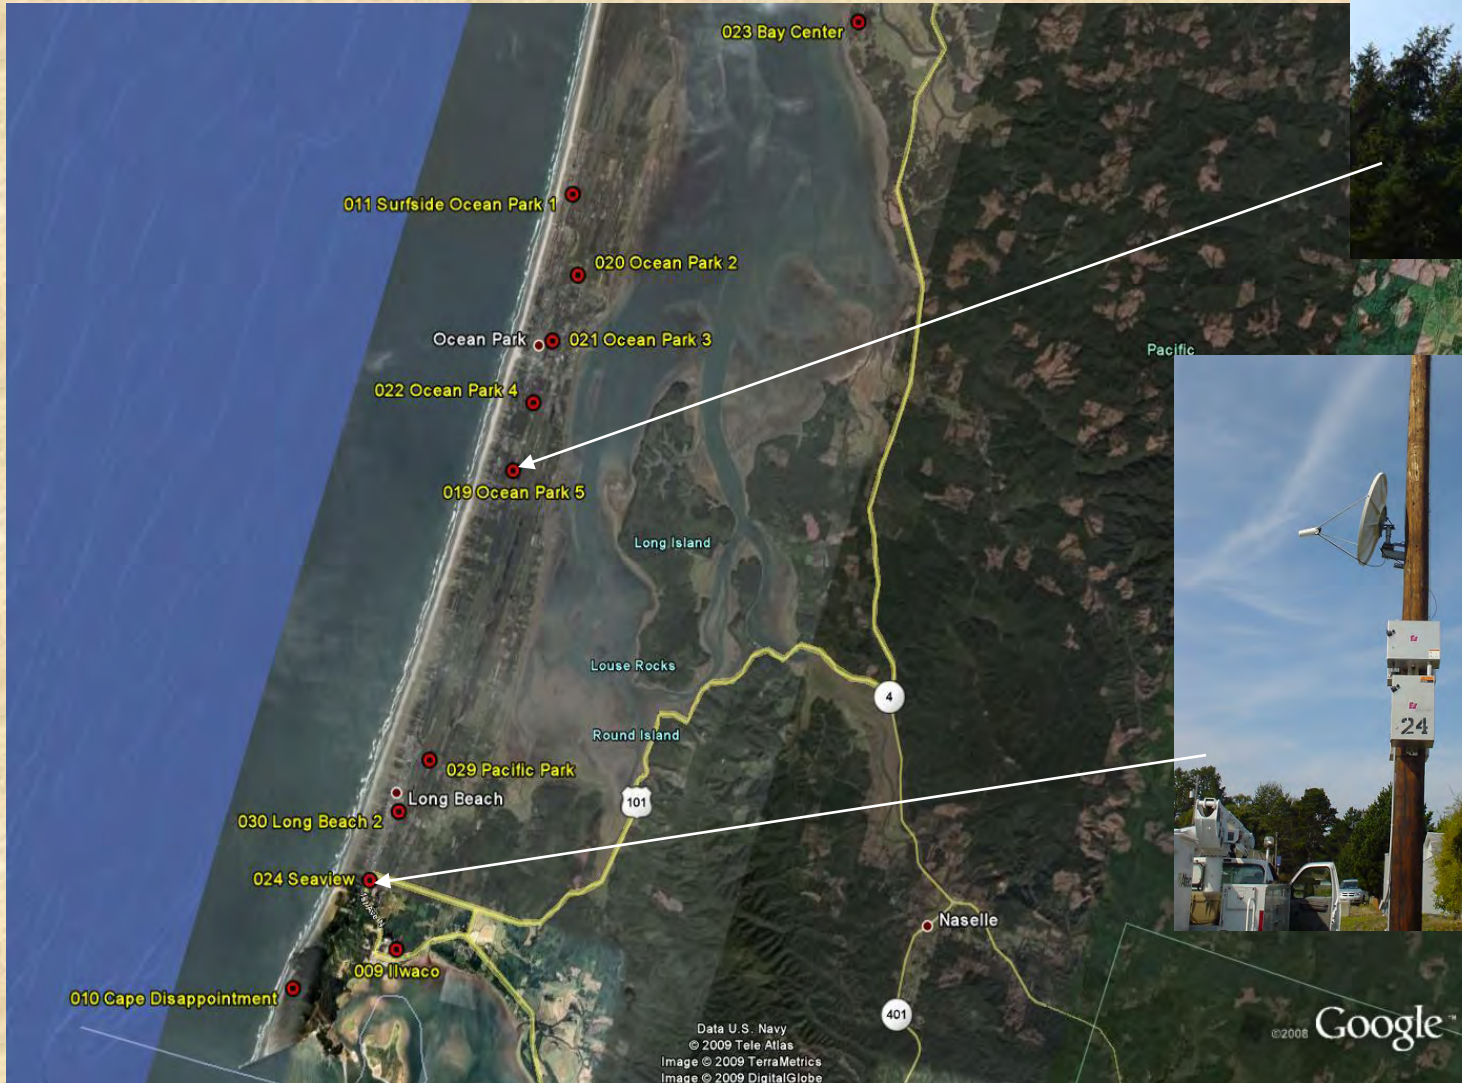 023 Bay Center
011 Surfside Ocean Park 1
020 Ocean Park 2
Ocean Park
021 Ocean Park 3
Pacific
022 Ocean Park 4
019 Ocean Park 5
Long Island
Louse Rocks
4
24
Round Island
029 Pacific Park
Long Beach
101
030 Long Beach 2
024 Seaview
Naselle
009 Ilwaco
010 Cape Disappointment
401
Data U.S. Navy
© 2009 Tele Atlas
Image © 2009 TerraMetrics
Image © 2009 DigitalGlobe
©2008 Google™